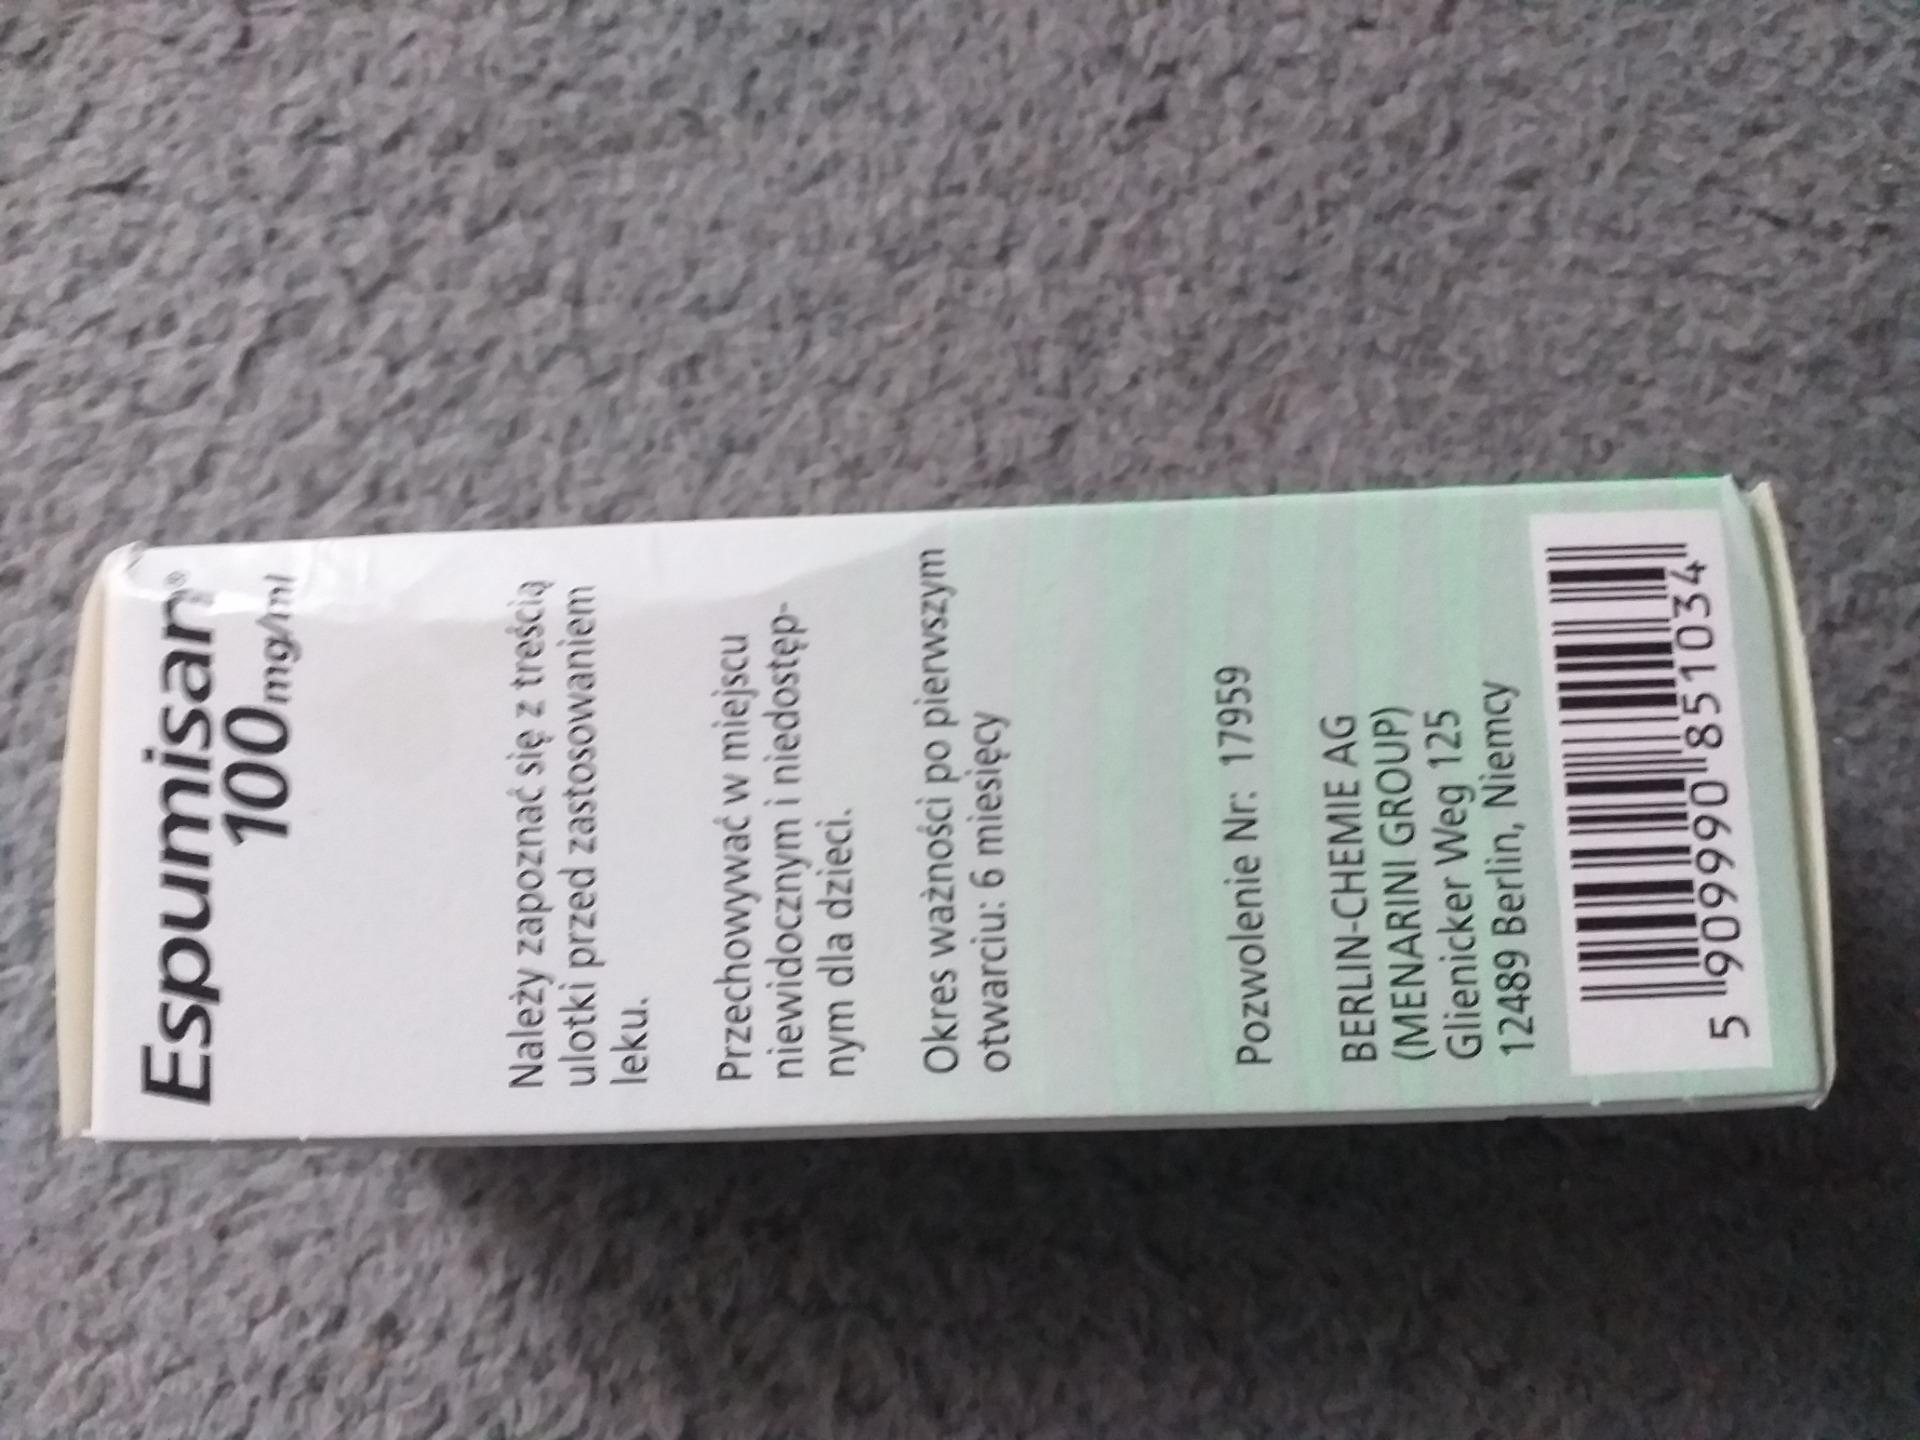 Espumisan®
100mg/ml
Należy zapoznać się z treścią
ulotki przed zastosowaniem
leku.
Przechowywać w miejscu
niewidocznym i niedostęp-
nym dla dzieci.
Okres ważności po pierwszym
otwarciu: 6 miesięcy
Pozwolenie Nr: 17959
BERLIN-CHEMIE AG
(MENARINI GROUP)
Glienicker Weg 125
12489 Berlin, Niemcy
5 909990 851034